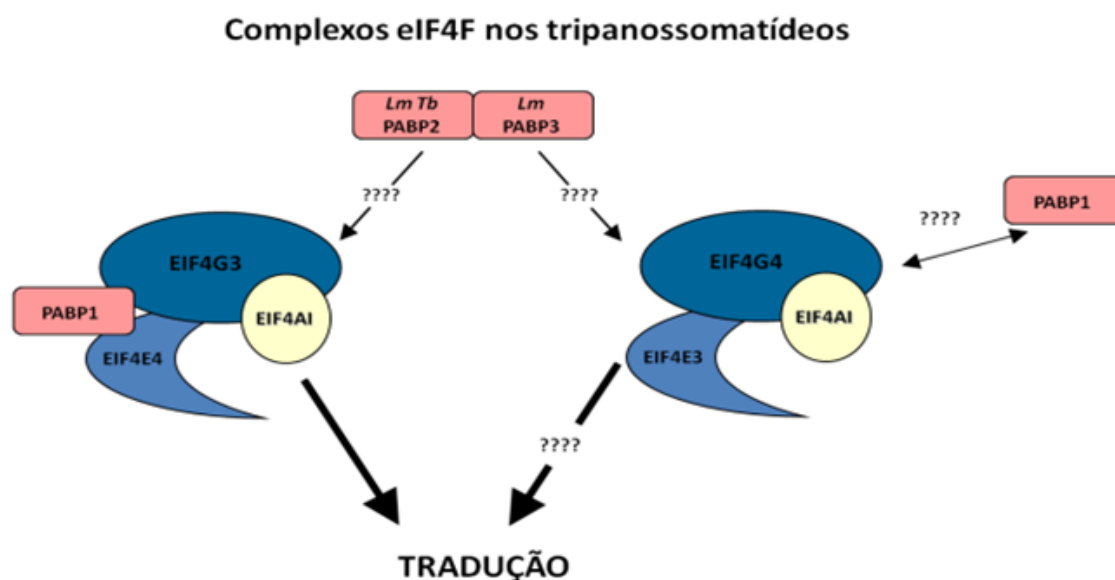 Complexos eIF4F nos tripanossomatídeos
Lm Tb
PABP2
Lm
PABP3
????
????
PABP1
????
EIF4G3
EIF4G4
PABP1
EIF4AI
EIF4AI
EIF4E4
EIF4E3
????
TRADUÇÃO